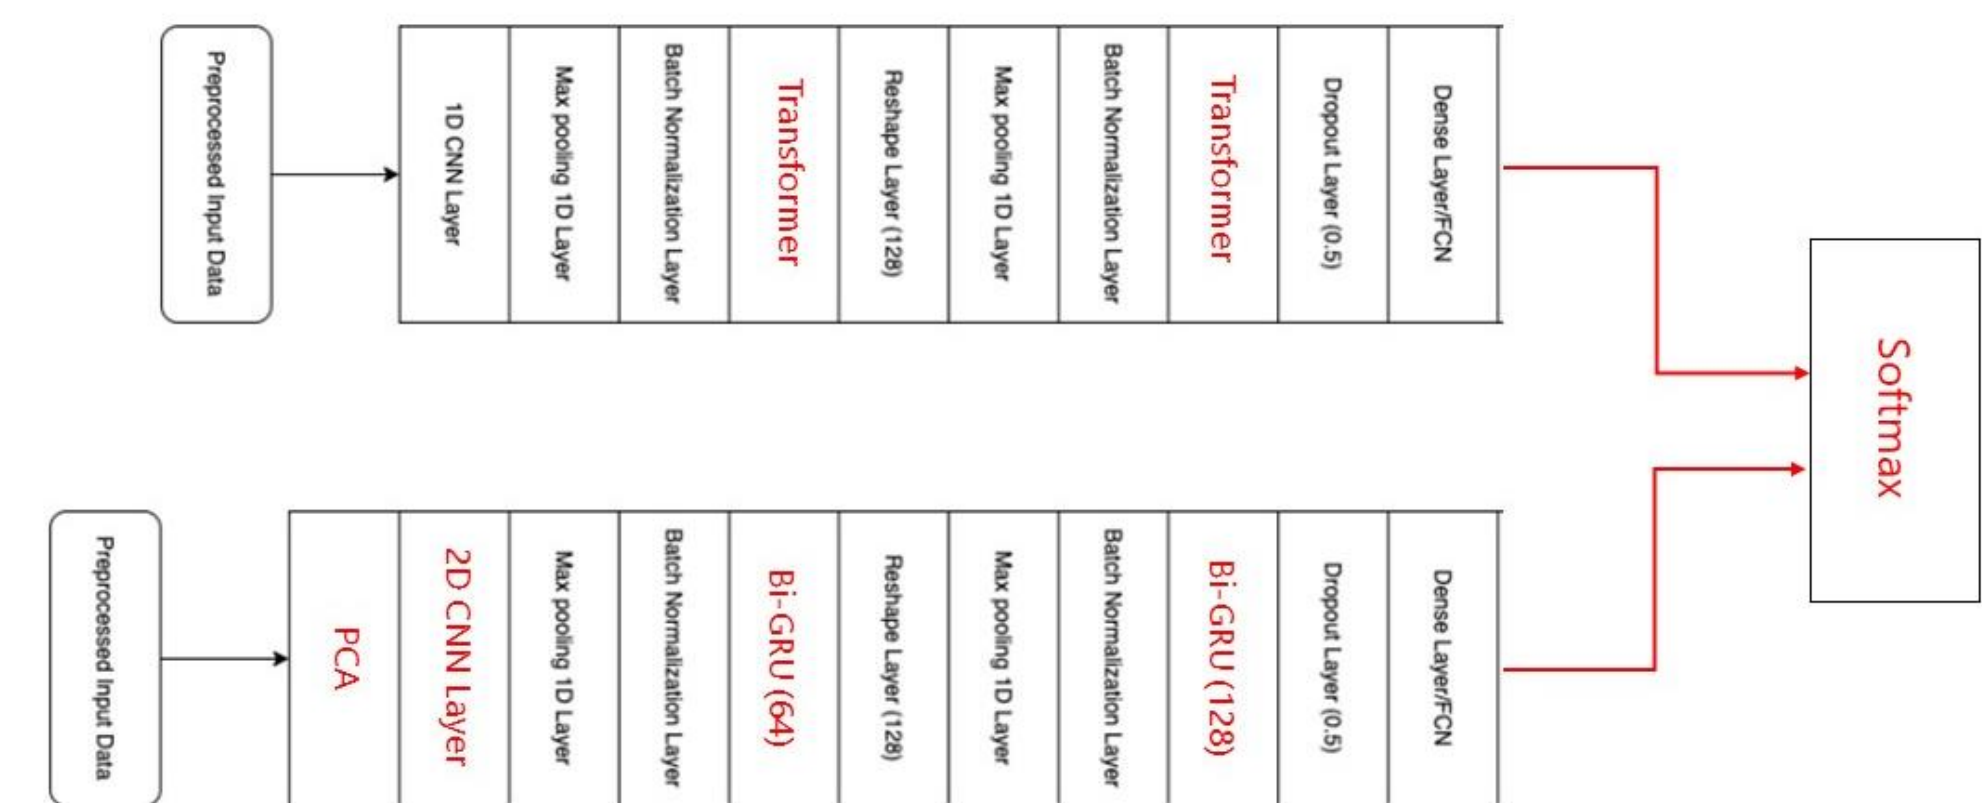 Preprocessed Input Data
1D CNN Layer
Max pooling 1D Layer
Batch Normalization Layer
Transformer
Reshape Layer (128)
Max pooling 1D Layer
Batch Normalization Layer
Transformer
Dropout Layer (0.5)
Dense Layer/FCN
Softmax
Preprocessed Input Data
PCA
2D CNN Layer
Max pooling 1D Layer
Batch Normalization Layer
Bi-GRU (64)
Reshape Layer (128)
Max pooling 1D Layer
Batch Normalization Layer
Bi-GRU (128)
Dropout Layer (0.5)
Dense Layer/FCN